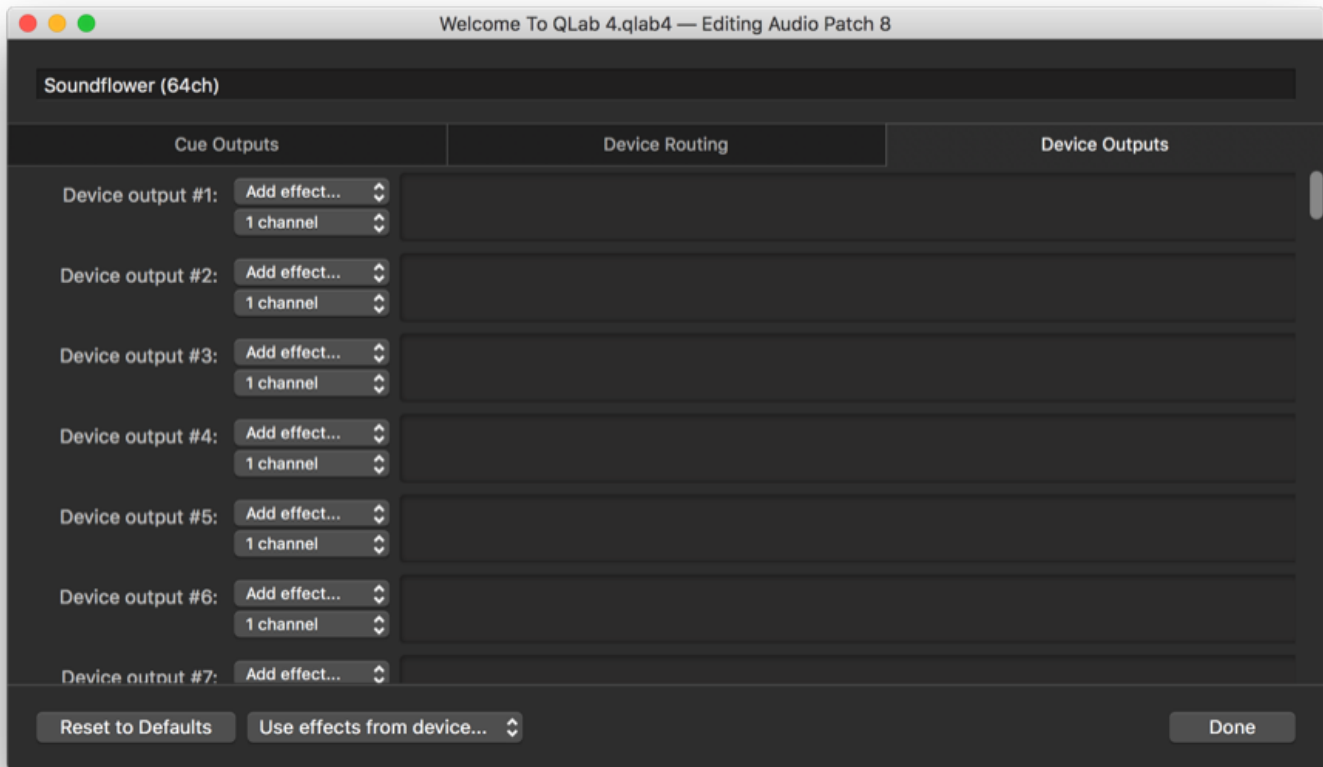 Welcome To QLab 4.qlab4 — Editing Audio Patch 8
Soundflower (64ch)
Cue Outputs Device Routing Device Outputs
Device output #1: Add effect...
1 channel
Device output #2: Add effect...
1 channel
Device output #3: Add effect...
1 channel
Device output #4: Add effect...
1 channel
Device output #5: Add effect...
1 channel
Device output #6: Add effect...
1 channel
Device output #7: Add effect...
Reset to Defaults Use effects from device... Done